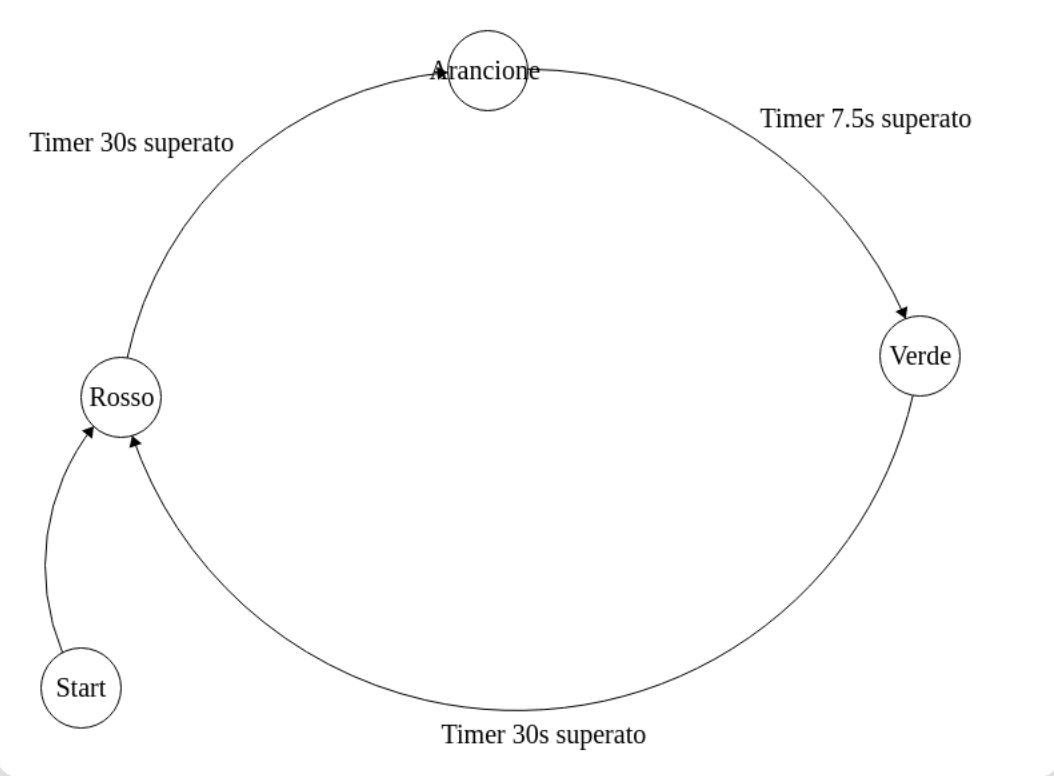 Arancione
Timer 7.5s superato
Timer 30s superato
Verde
Rosso
Start
Timer 30s superato